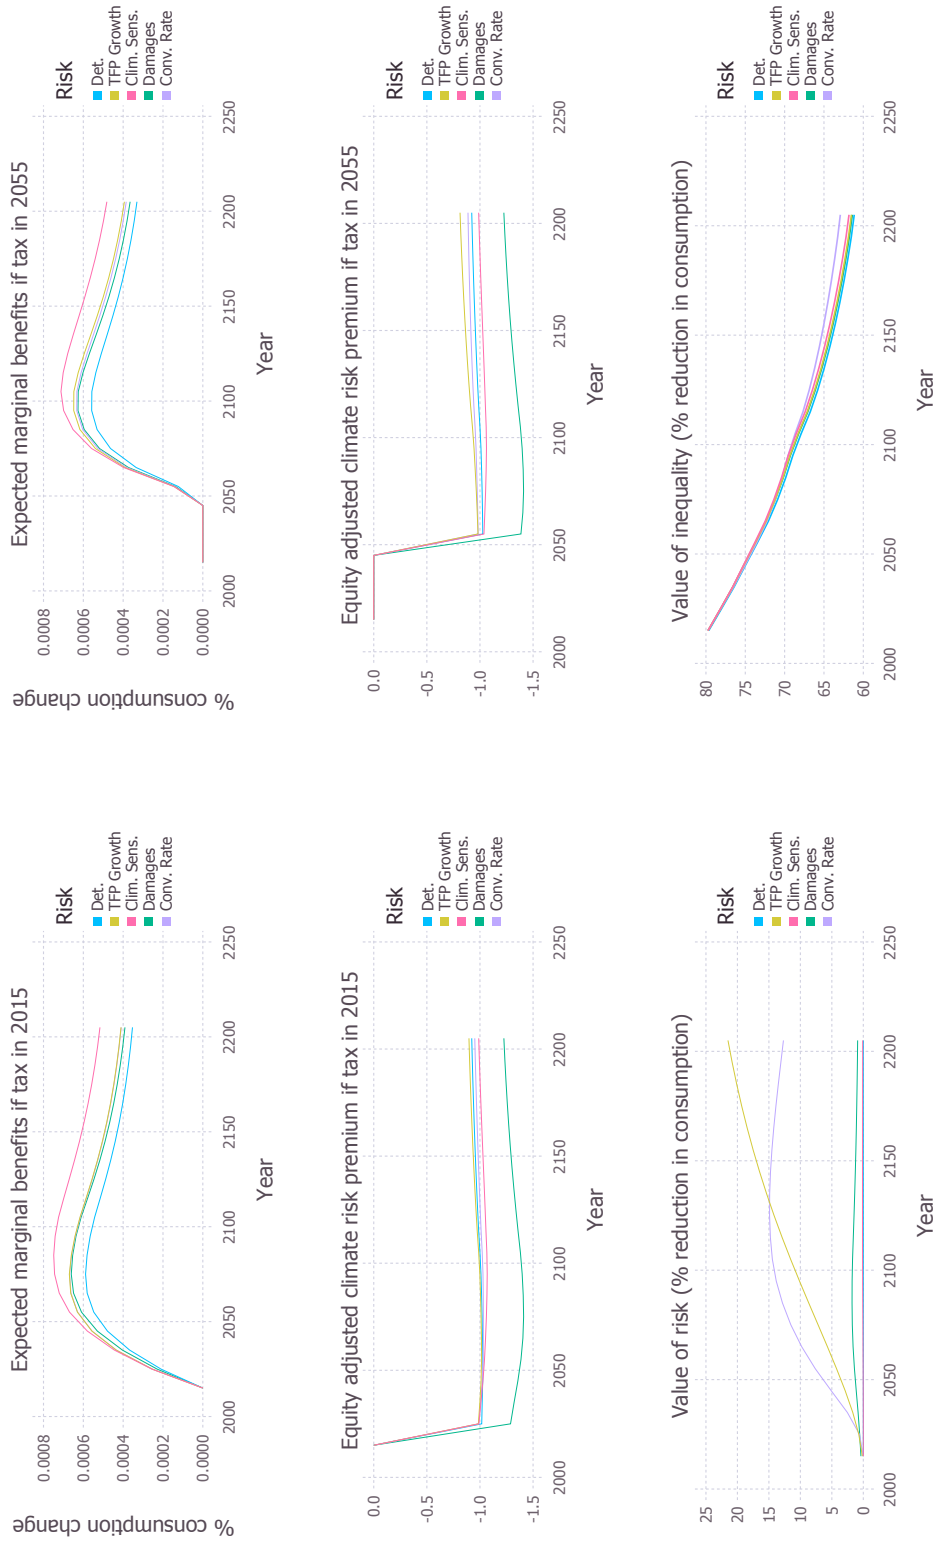 Expected marginal benefits if tax in 2015
% consumption change
0.0008
0.0006
0.0004
0.0002
0.0000
2000
2050
2100
2150
2200
2250
Year
Risk
Det.
TFP Growth
Clim. Sens.
Damages
Conv. Rate
Expected marginal benefits if tax in 2055
% consumption change
0.0008
0.0006
0.0004
0.0002
0.0000
2000
2050
2100
2150
2200
2250
Year
Risk
Det.
TFP Growth
Clim. Sens.
Damages
Conv. Rate
Equity adjusted climate risk premium if tax in 2015
0.0
-0.5
-1.0
-1.5
2000
2050
2100
2150
2200
2250
Year
Risk
Det.
TFP Growth
Clim. Sens.
Damages
Conv. Rate
Equity adjusted climate risk premium if tax in 2055
0.0
-0.5
-1.0
-1.5
2000
2050
2100
2150
2200
2250
Year
Risk
Det.
TFP Growth
Clim. Sens.
Damages
Conv. Rate
Value of risk (% reduction in consumption)
25
20
15
10
5
0
2000
2050
2100
2150
2200
2250
Year
Risk
Det.
TFP Growth
Clim. Sens.
Damages
Conv. Rate
Value of inequality (% reduction in consumption)
80
75
70
65
60
2000
2050
2100
2150
2200
2250
Year
Risk
Det.
TFP Growth
Clim. Sens.
Damages
Conv. Rate